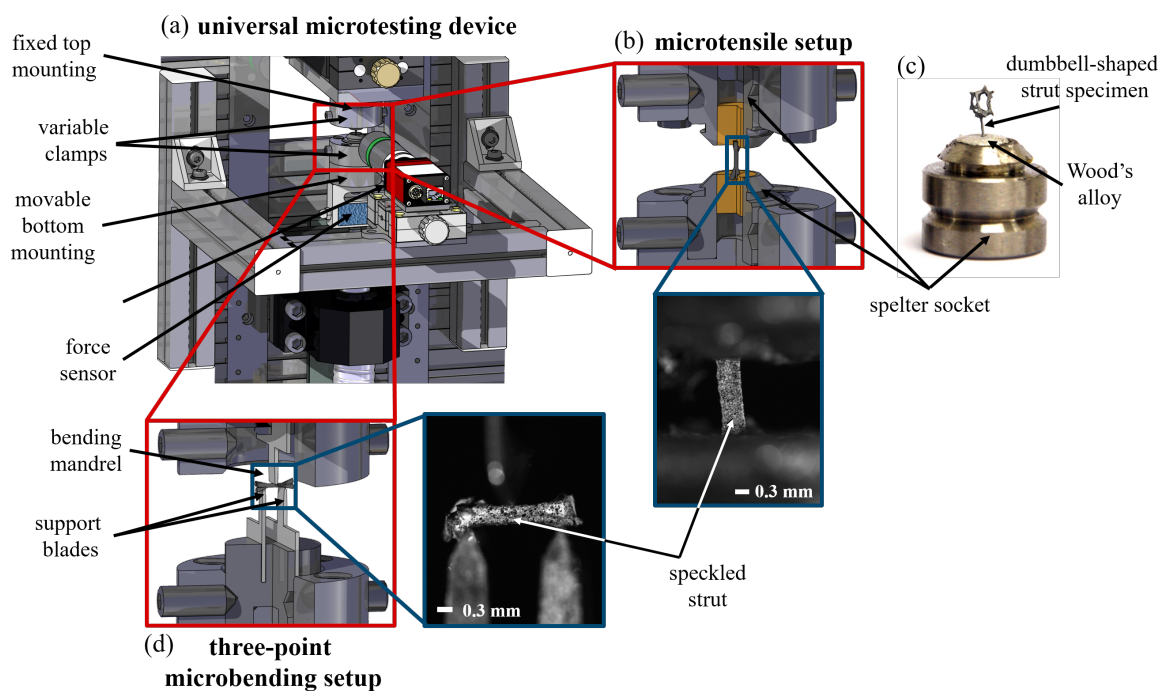 (a) universal microtesting device
fixed top
mounting
variable
clamps
movable
bottom
mounting
force
sensor
(b) microtensile setup
(c)
dumbbell-shaped
strut specimen
Wood's
alloy
spelter socket
0.3 mm
bending
mandrel
support
blades
0.3 mm
speckled
strut
(d) three-point
microbending setup